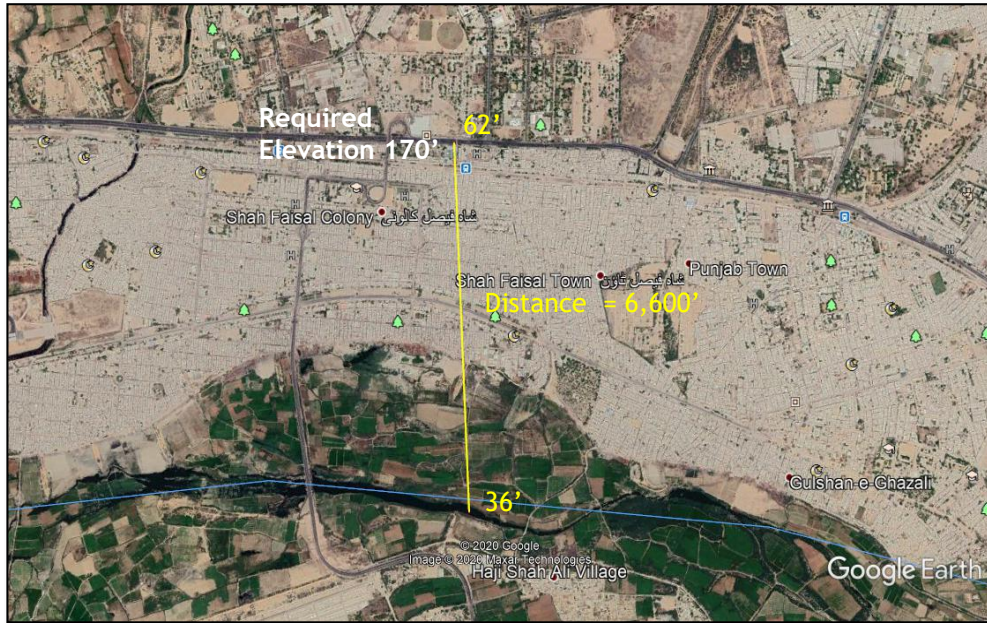 Required
Elevation 170’
62’
Shah Faisal Colony شاہ فیصل کالونی
Shah Faisal Town شاہ فیصل ٹاؤن
Punjab Town
Distance = 6,600’
Gulshan-e-Ghazali
36’
© 2020 Google
Image © 2020 Maxar Technologies
Haji Shah Ali Village
Google Earth
H
H
H
H
H
H